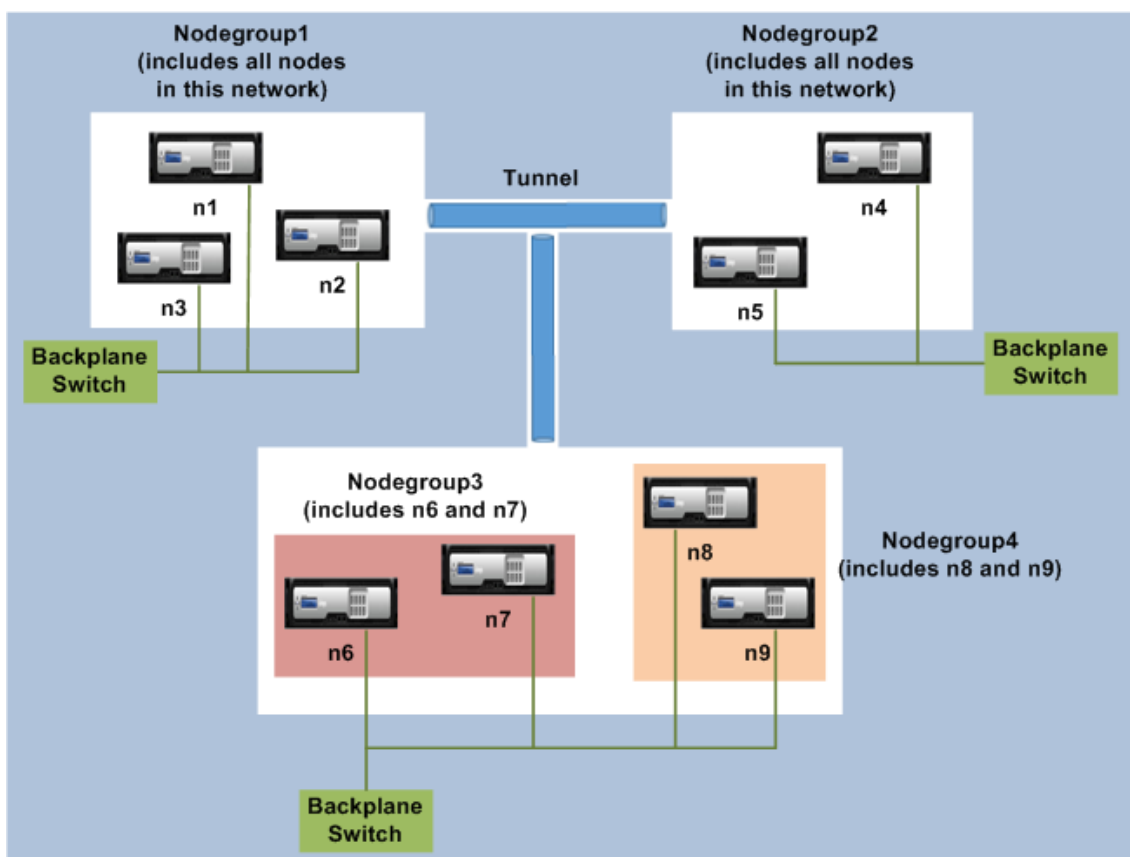 Nodegroup1
(includes all nodes
in this network)
Nodegroup2
(includes all nodes
in this network)
Tunnel
n1
n2
n3
n4
n5
Backplane
Switch
Backplane
Switch
Nodegroup3
(includes n6 and n7)
n6
n7
n8
n9
Nodegroup4
(includes n8 and n9)
Backplane
Switch